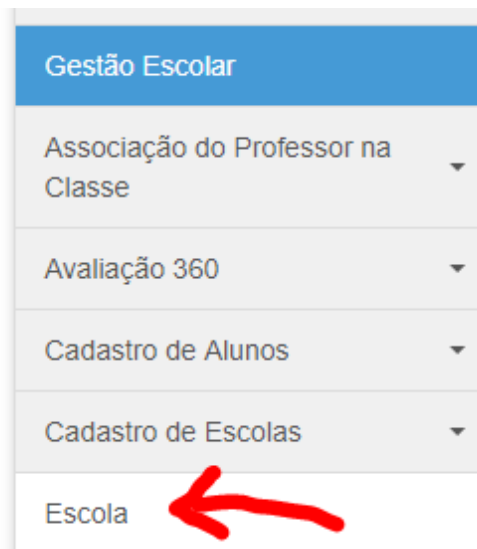 Gestão Escolar
Associação do Professor na
Classe
Avaliação 360
Cadastro de Alunos
Cadastro de Escolas
Escola